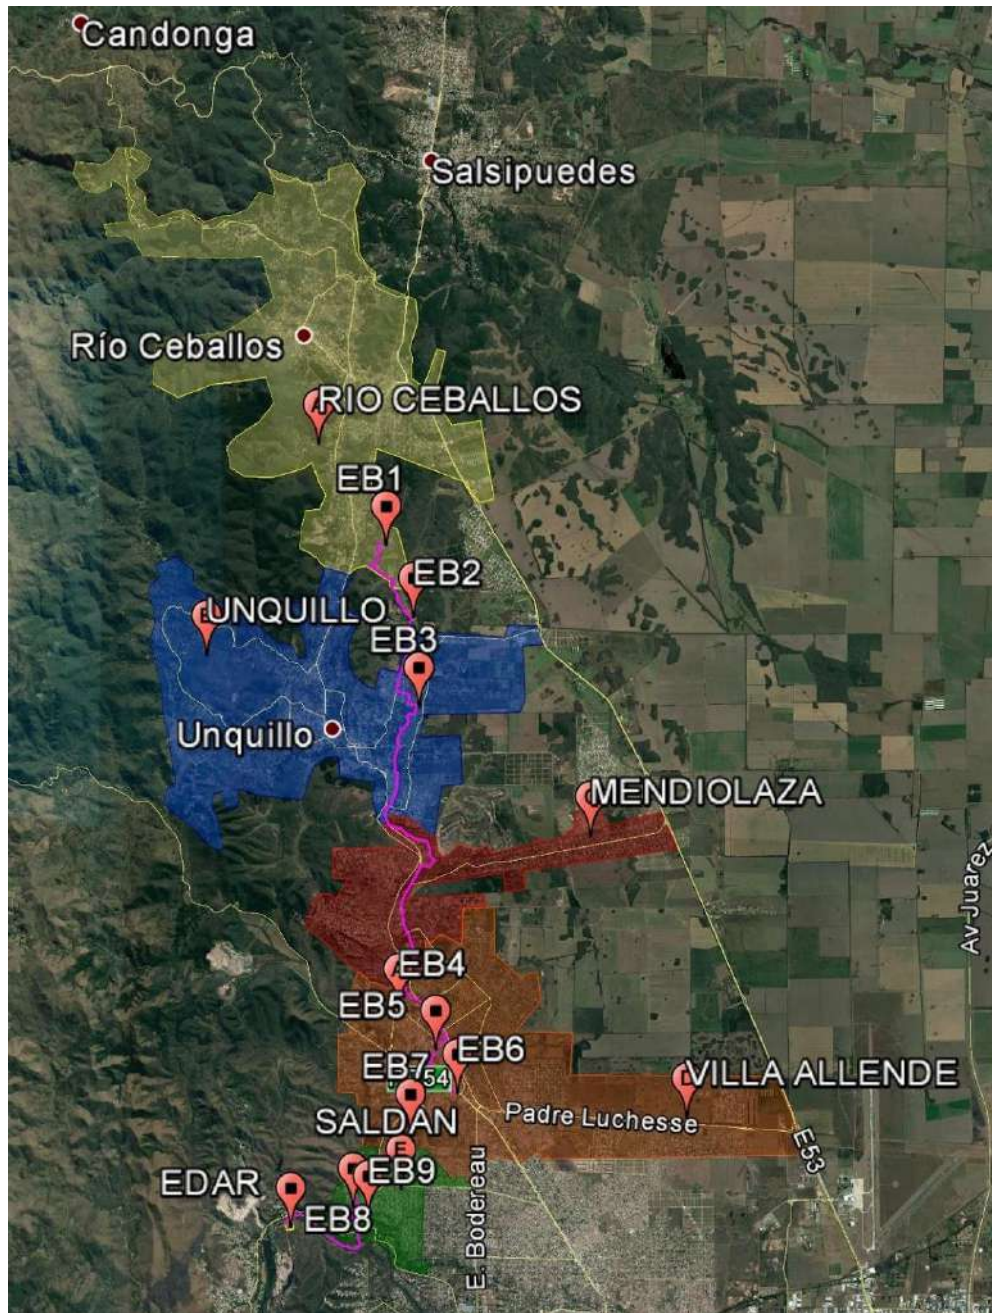 Candonga
Salsipuedes
Río Ceballos
RIO CEBALLOS
EB1
EB2
UNQUILLO
EB3
Unquillo
MENDIOLAZA
Av-Juarez
EB4
EB5
EB6
EB7
54
VILLA ALLENDE
SALDAN
Padre Luchesse
E53
E
EDAR
EB9
EB8
E. Bodereau